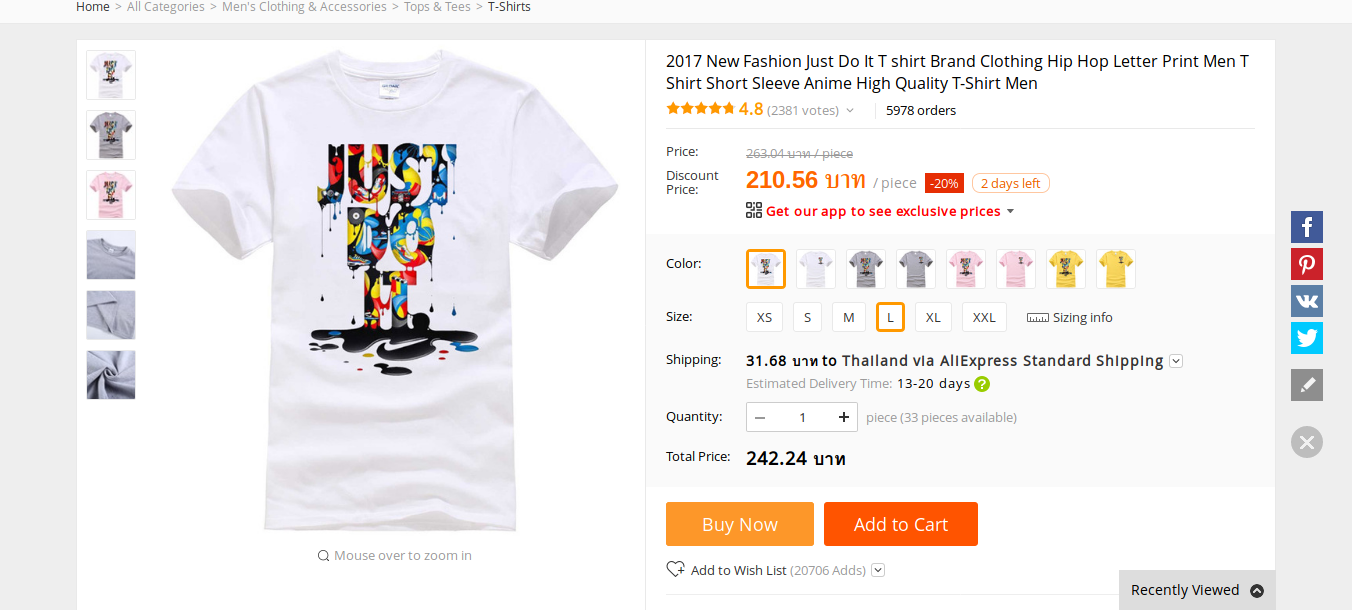 Home > All Categories > Men's Clothing & Accessories > Tops & Tees > T-Shirts
2017 New Fashion Just Do It T shirt Brand Clothing Hip Hop Letter Print Men T
Shirt Short Sleeve Anime High Quality T-Shirt Men
4.8 (2381 votes) 5978 orders
Price: 263.04 บาท / piece
Discount
Price: 210.56 บาท / piece -20% 2 days left
Get our app to see exclusive prices
Color:
Size: XS S M L XL XXL Sizing info
Shipping: 31.68 บาท to Thailand via AliExpress Standard Shipping
Estimated Delivery Time: 13-20 days ?
Quantity: − 1 + piece (33 pieces available)
Total Price: 242.24 บาท
Buy Now Add to Cart
Add to Wish List (20706 Adds)
Recently Viewed
JUST
DO
IT
Mouse over to zoom in